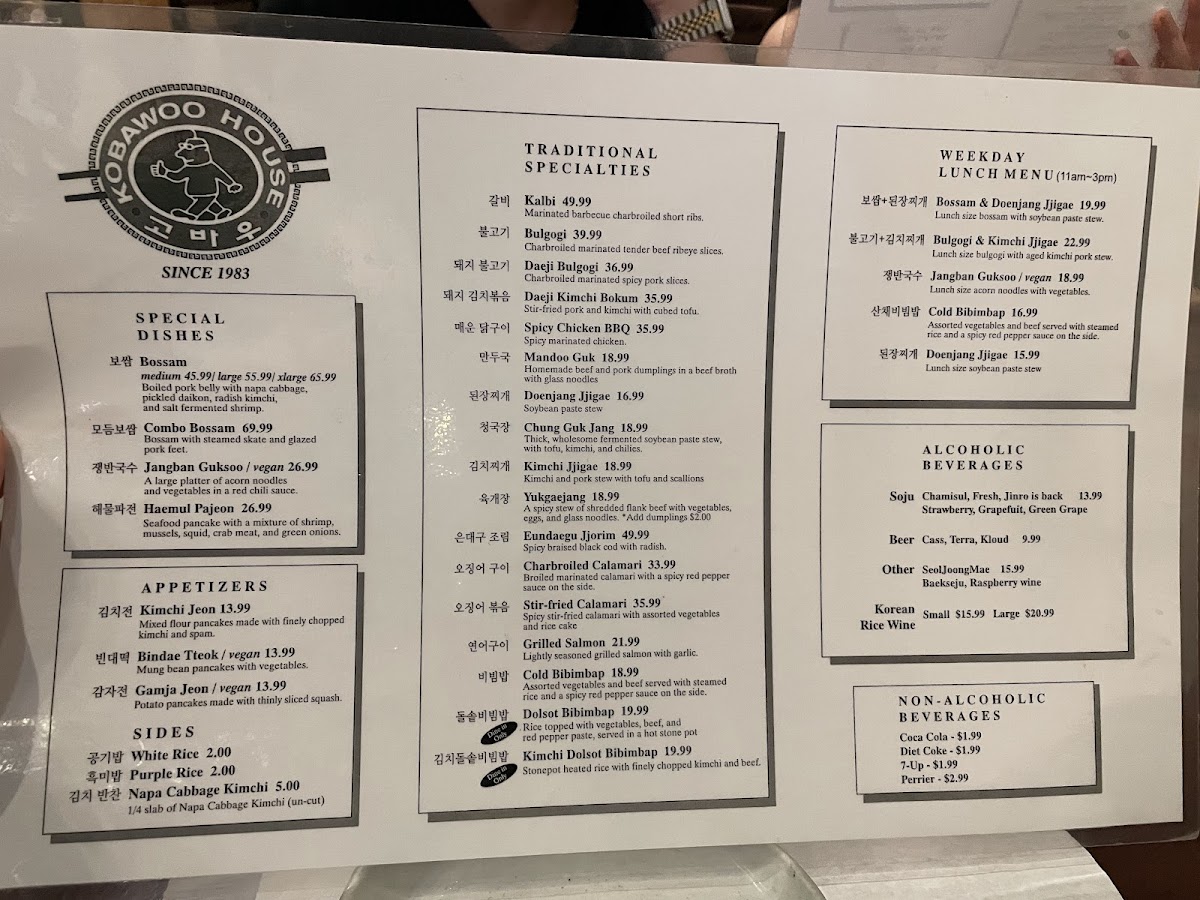 KOBAWOO HOUSE
고바우
SINCE 1983
SPECIAL
DISHES
보쌈 Bossam
medium 45.99/ large 55.99/ xlarge 65.99
Boiled pork belly with napa cabbage,
pickled daikon, radish kimchi,
and salt fermented shrimp.
모듬보쌈 Combo Bossam 69.99
Bossam with steamed skate and glazed
pork feet.
쟁반국수 Jangban Guksoo / vegan 26.99
A large platter of acorn noodles
and vegetables in a red chili sauce.
해물파전 Haemul Pajeon 26.99
Seafood pancake with a mixture of shrimp,
mussels, squid, crab meat, and green onions.
APPETIZERS
김치전 Kimchi Jeon 13.99
Mixed flour pancakes made with finely chopped
kimchi and spam.
빈대떡 Bindae Tteok / vegan 13.99
Mung bean pancakes with vegetables.
감자전 Gamja Jeon / vegan 13.99
Potato pancakes made with thinly sliced squash.
SIDES
공기밥 White Rice 2.00
흑미밥 Purple Rice 2.00
김치 반찬 Napa Cabbage Kimchi 5.00
1/4 slab of Napa Cabbage Kimchi (un-cut)
TRADITIONAL
SPECIALTIES
갈비 Kalbi 49.99
Marinated barbecue charbroiled short ribs.
불고기 Bulgogi 39.99
Charbroiled marinated tender beef ribeye slices.
돼지 불고기 Daeji Bulgogi 36.99
Charbroiled marinated spicy pork slices.
돼지 김치볶음 Daeji Kimchi Bokum 35.99
Stir-fried pork and kimchi with cubed tofu.
매운 닭구이 Spicy Chicken BBQ 35.99
Spicy marinated chicken.
만두국 Mandoo Guk 18.99
Homemade beef and pork dumplings in a beef broth
with glass noodles
된장찌개 Doenjang Jjigae 16.99
Soybean paste stew
청국장 Chung Guk Jang 18.99
Thick, wholesome fermented soybean paste stew,
with tofu, kimchi, and chilies.
김치찌개 Kimchi Jjigae 18.99
Kimchi and pork stew with tofu and scallions
육개장 Yukgaejang 18.99
A spicy stew of shredded flank beef with vegetables,
eggs, and glass noodles. *Add dumplings $2.00
은대구 조림 Eundaegu Jjorim 49.99
Spicy braised black cod with radish.
오징어 구이 Charbroiled Calamari 33.99
Broiled marinated calamari with a spicy red pepper
sauce on the side.
오징어 볶음 Stir-fried Calamari 35.99
Spicy stir-fried calamari with assorted vegetables
and rice cake
연어구이 Grilled Salmon 21.99
Lightly seasoned grilled salmon with garlic.
비빔밥 Cold Bibimbap 18.99
Assorted vegetables and beef served with steamed
rice and a spicy red pepper sauce on the side.
돌솥비빔밥 Dolsot Bibimbap 19.99
Dine in Only
Rice topped with vegetables, beef, and
red pepper paste, served in a hot stone pot
김치돌솥비빔밥 Kimchi Dolsot Bibimbap 19.99
Dine in Only
Stonepot heated rice with finely chopped kimchi and beef.
WEEKDAY
LUNCH MENU (11am~3pm)
보쌈+된장찌개 Bossam & Doenjang Jjigae 19.99
Lunch size bossam with soybean paste stew.
불고기+김치찌개 Bulgogi & Kimchi Jjigae 22.99
Lunch size bulgogi with aged kimchi pork stew.
쟁반국수 Jangban Guksoo / vegan 18.99
Lunch size acorn noodles with vegetables.
산채비빔밥 Cold Bibimbap 16.99
Assorted vegetables and beef served with steamed
rice and a spicy red pepper sauce on the side.
된장찌개 Doenjang Jjigae 15.99
Lunch size soybean paste stew
ALCOHOLIC
BEVERAGES
Soju Chamisul, Fresh, Jinro is back 13.99
Strawberry, Grapefuit, Green Grape
Beer Cass, Terra, Kloud 9.99
Other SeolJoongMae 15.99
Baekseju, Raspberry wine
Korean
Rice Wine Small $15.99 Large $20.99
NON-ALCOHOLIC
BEVERAGES
Coca Cola - $1.99
Diet Coke - $1.99
7-Up - $1.99
Perrier - $2.99